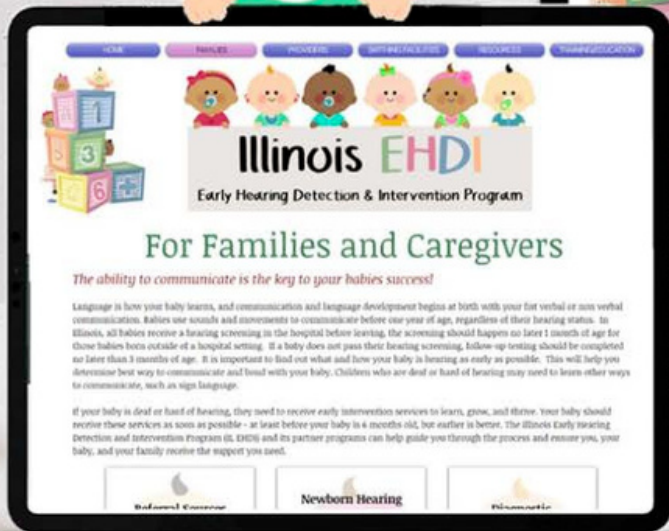 HOME FAMILIES PROVIDERS BIRTHING FACILITIES RESOURCES TRAINING/EDUCATION
1
3
6
Illinois EHDI
Early Hearing Detection & Intervention Program
For Families and Caregivers
The ability to communicate is the key to your babies success!
Language is how your baby learns, and communication and language development begins at birth with your fist verbal or non verbal
communication. Babies use sounds and movements to communicate before one year of age, regardless of their hearing status. In
Illinois, all babies receive a hearing screening in the hospital before leaving, the screening should happen no later 1 month of age for
those babies born outside of a hospital setting. If a baby does not pass their hearing screening, follow-up testing should be completed
no later than 3 months of age. It is important to find out what and how your baby is hearing as early as possible. This will help you
determine best way to communicate and bond with your baby. Children who are deaf or hard of hearing may need to learn other ways
to communicate, such as sign language.
If your baby is deaf or hard of hearing, they need to receive early intervention services to learn, grow, and thrive. Your baby should
receive these services as soon as possible - at least before your baby is 6 months old, but earlier is better. The Illinois Early Hearing
Detection and Intervention Program (IL EHDI) and its partner programs can help guide you through the process and ensure you, your
baby, and your family receive the support you need.
Referral Sources Newborn Hearing Diagnostic